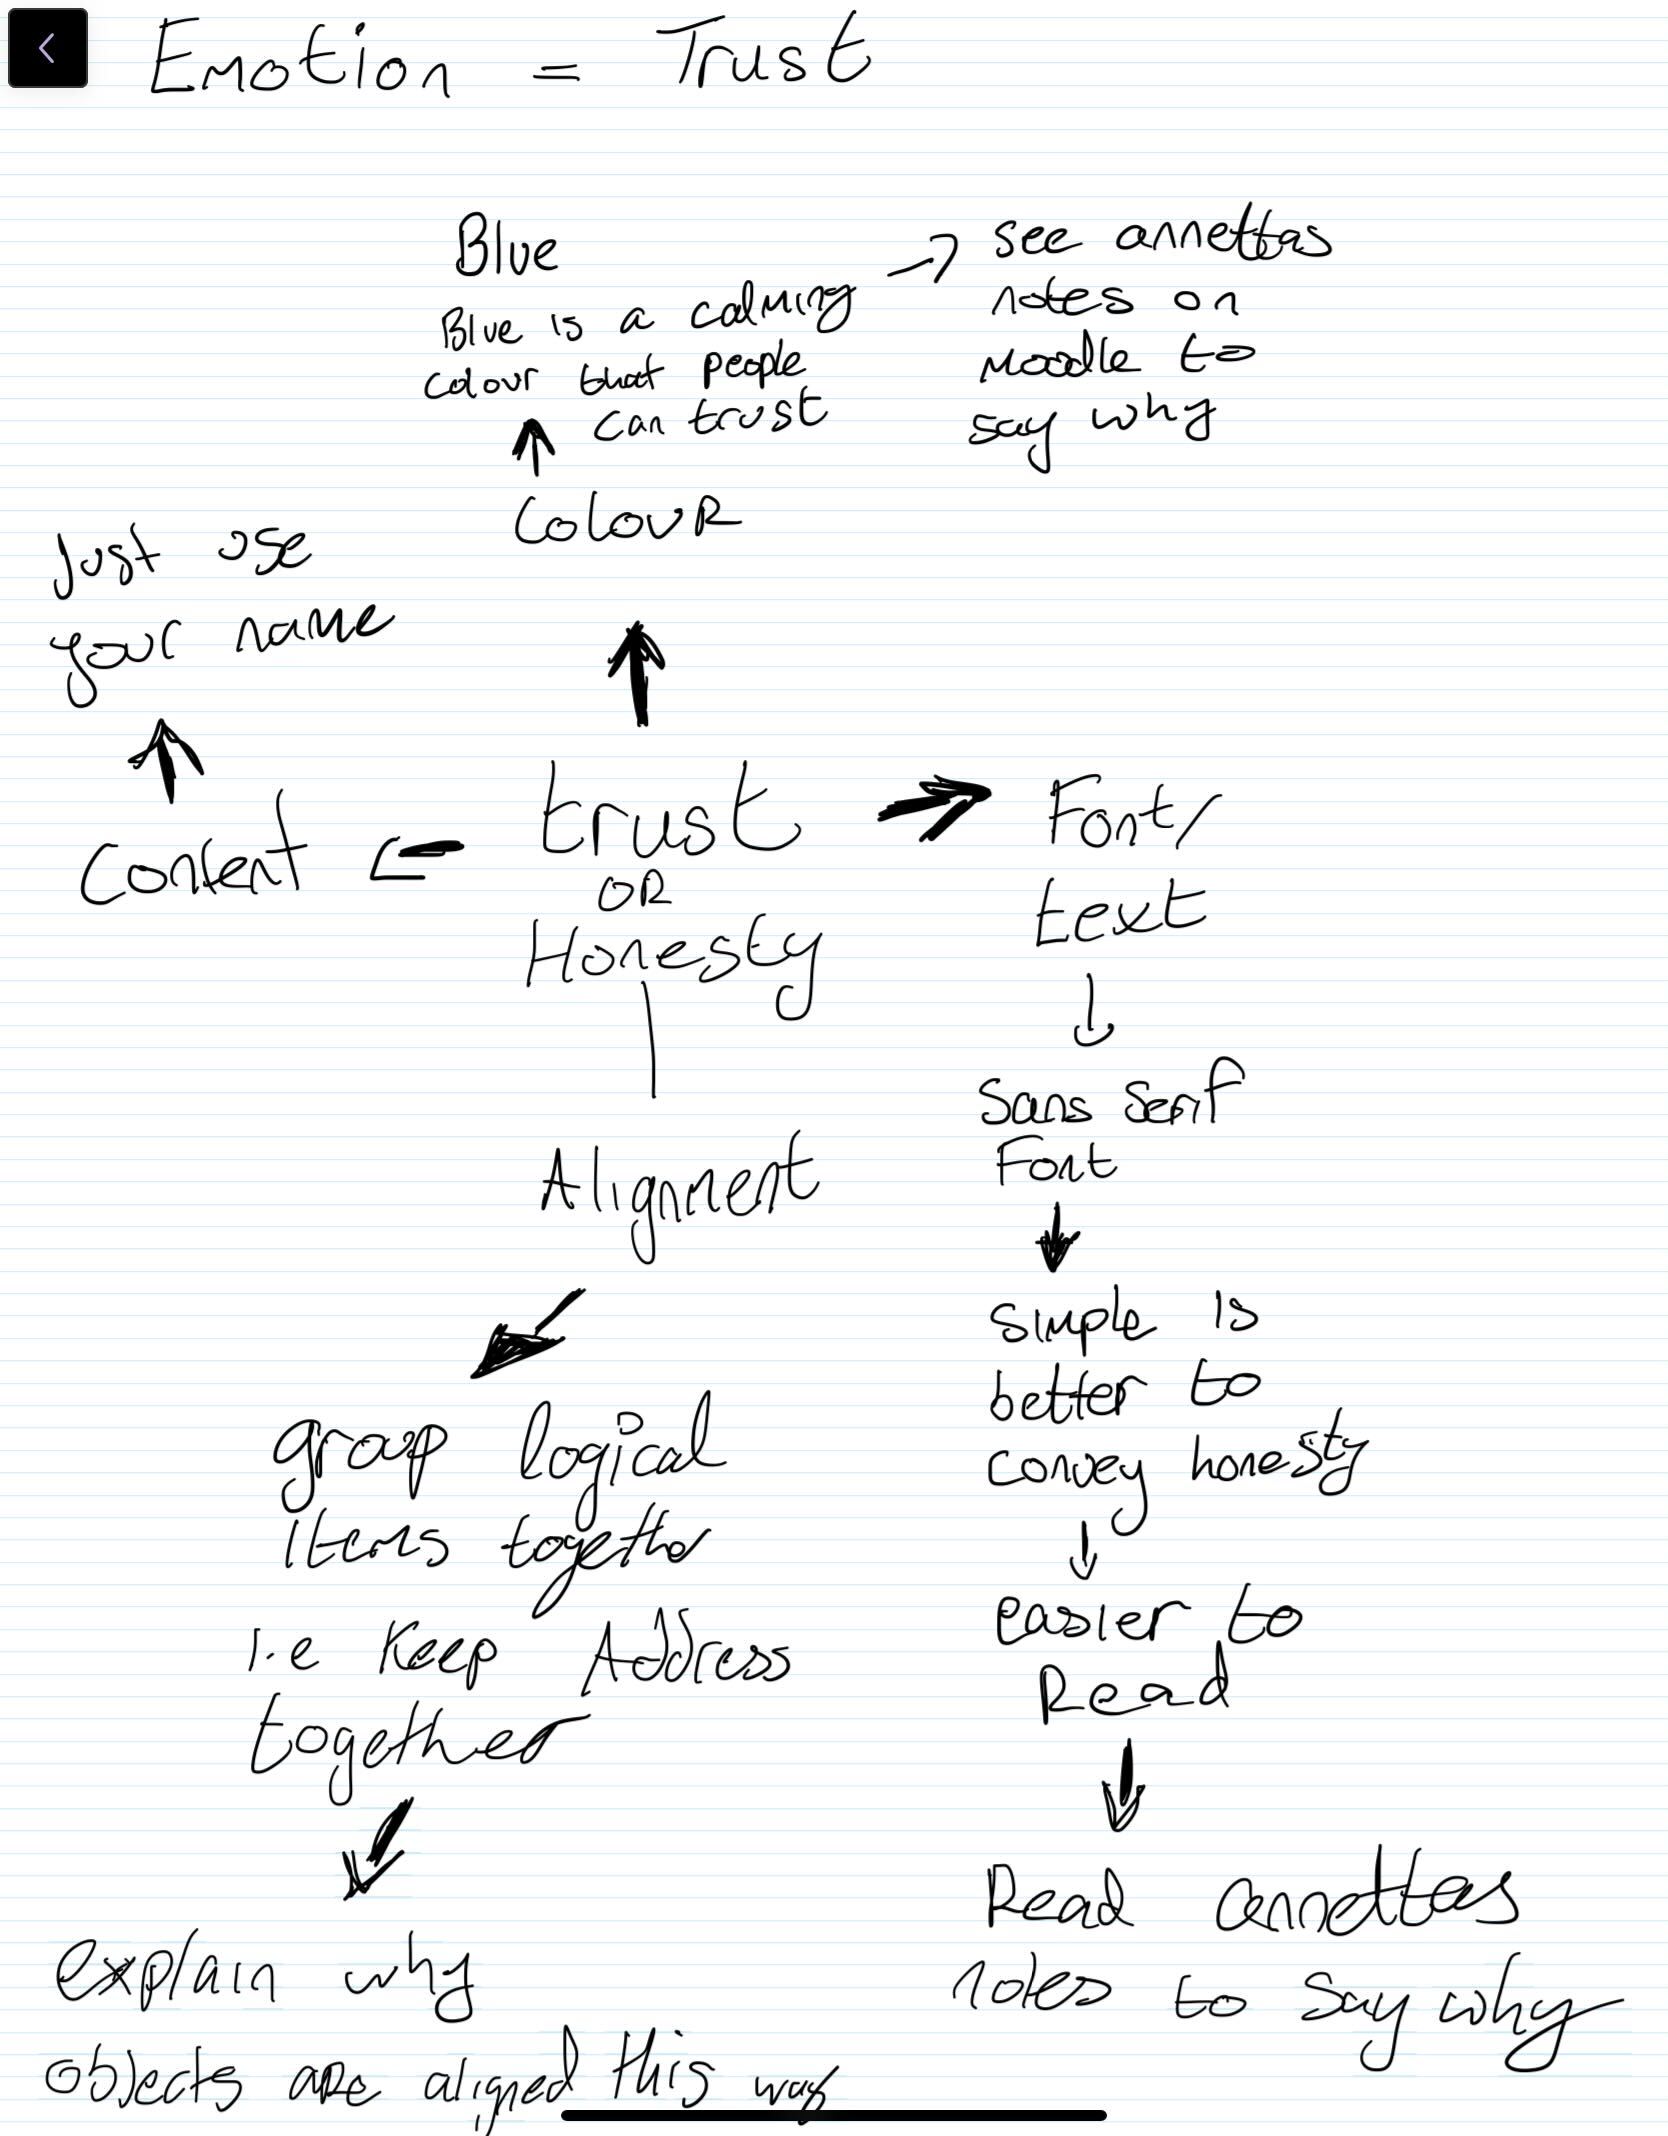 Emotion = Trust
Blue
Blue is a calming
colour that people
can trust
see annettas
notes on
Moodle to
say why
Colour
just use
your name
Content
trust
OR
Honesty
Font/
text
Sans Serif
Font
Simple is
better to
convey honesty
easier to
Read
Read annettas
notes to say why
Alignment
group logical
Items together
i.e Keep Address
together
explain why
objects are aligned this way